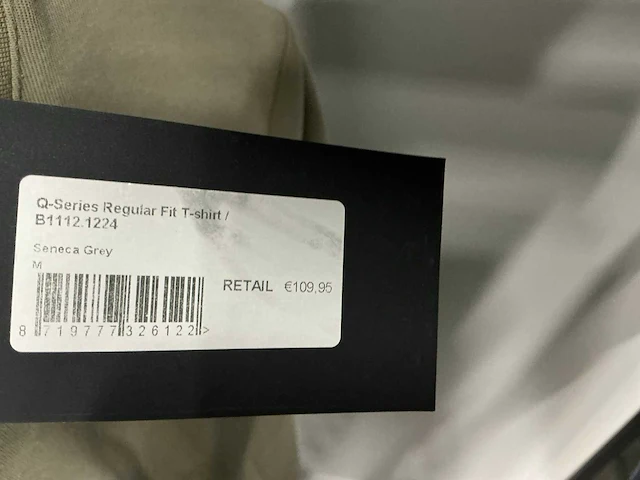 Q-Series Regular Fit T-shirt /
B1112.1224
Seneca Grey
M
RETAIL €109,95
8 719777 326122 >